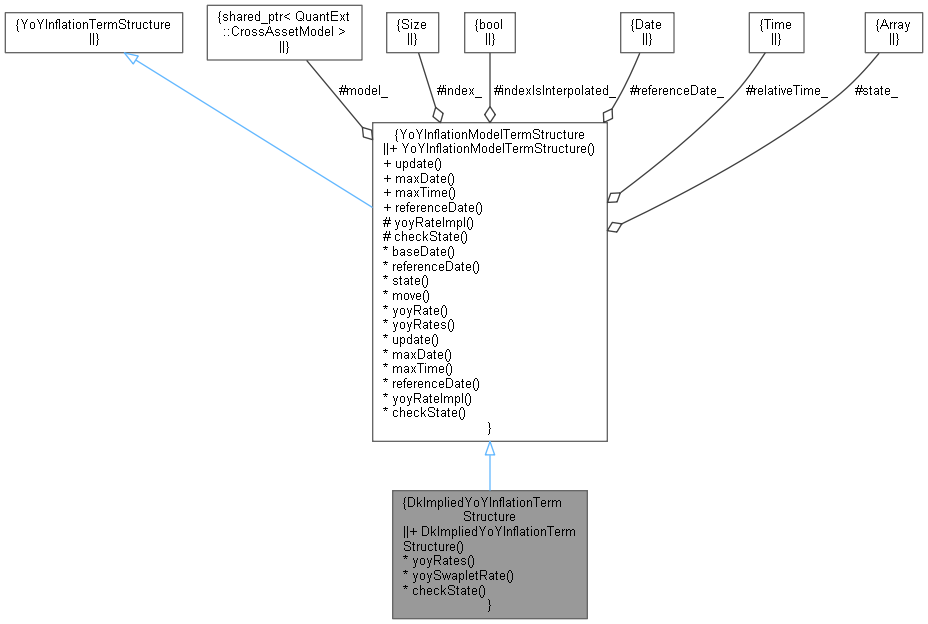 {YoYInflationTermStructure
||}
{shared_ptr< QuantExt
::CrossAssetModel >
||}
{Size
||}
{bool
||}
{Date
||}
{Time
||}
{Array
||}
#model_
#index_
#indexIsInterpolated_
#referenceDate_
#relativeTime_
#state_
{YoYInflationModelTermStructure
||+ YoYInflationModelTermStructure()
+ update()
+ maxDate()
+ maxTime()
+ referenceDate()
# yoyRateImpl()
# checkState()
* baseDate()
* referenceDate()
* state()
* move()
* yoyRate()
* yoyRates()
* update()
* maxDate()
* maxTime()
* referenceDate()
* yoyRateImpl()
* checkState()
}
{DkImpliedYoYInflationTerm
Structure
||+ DkImpliedYoYInflationTerm
Structure()
* yoyRates()
* yoySwapletRate()
* checkState()
}